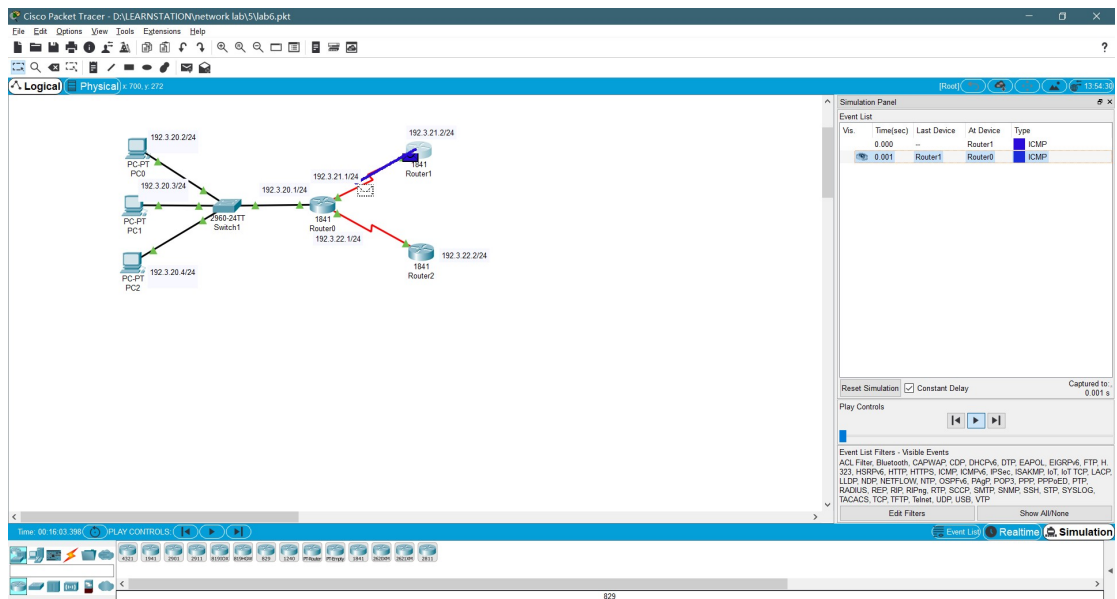 Cisco Packet Tracer - D:\LEARNSTATION\network lab\5\lab6.pkt
File Edit Options View Tools Extensions Help
?
Logical Physical x: 700, y: 272
[Root] 13:54:30
192.3.20.2/24
PC-PT
PC0
192.3.20.3/24
PC-PT
PC1
192.3.20.4/24
PC-PT
PC2
2960-24TT
Switch1
192.3.20.1/24
192.3.21.1/24
1841
Router0
192.3.22.1/24
192.3.21.2/24
1841
Router1
192.3.22.2/24
1841
Router2
Simulation Panel
Event List
Vis. Time(sec) Last Device At Device Type
0.000 -- Router1 ICMP
0.001 Router1 Router0 ICMP
Reset Simulation Constant Delay Captured to:
0.001 s
Play Controls
Event List Filters - Visible Events
ACL Filter, Bluetooth, CAPWAP, CDP, DHCPv6, DTP, EAPOL, EIGRPv6, FTP, H.
323, HSRPv6, HTTP, HTTPS, ICMP, ICMPv6, IPSec, ISAKMP, IoT, IoT TCP, LACP,
LLDP, NDP, NETFLOW, NTP, OSPFv6, PAgP, POP3, PPP, PPPoED, PTP,
RADIUS, REP, RIP, RIPng, RTP, SCCP, SMTP, SNMP, SSH, STP, SYSLOG,
TACACS, TCP, TFTP, Telnet, UDP, USB, VTP
Edit Filters Show All/None
Time: 00:16:03.398 PLAY CONTROLS: Event List Realtime Simulation
4321 1941 2901 2911 819IOX 819HGW 829 1240 PT-Router PT-Empty 1841 2620XM 2621XM 2811
829